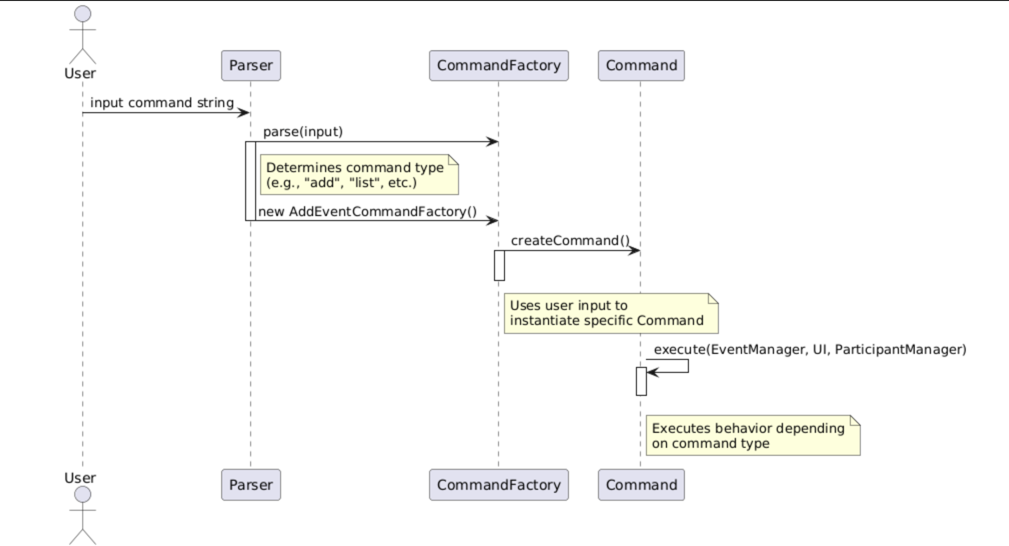 User
Parser
CommandFactory
Command
input command string
parse(input)
Determines command type
(e.g., "add", "list", etc.)
new AddEventCommandFactory()
createCommand()
Uses user input to
instantiate specific Command
execute(EventManager, UI, ParticipantManager)
Executes behavior depending
on command type
User
Parser
CommandFactory
Command